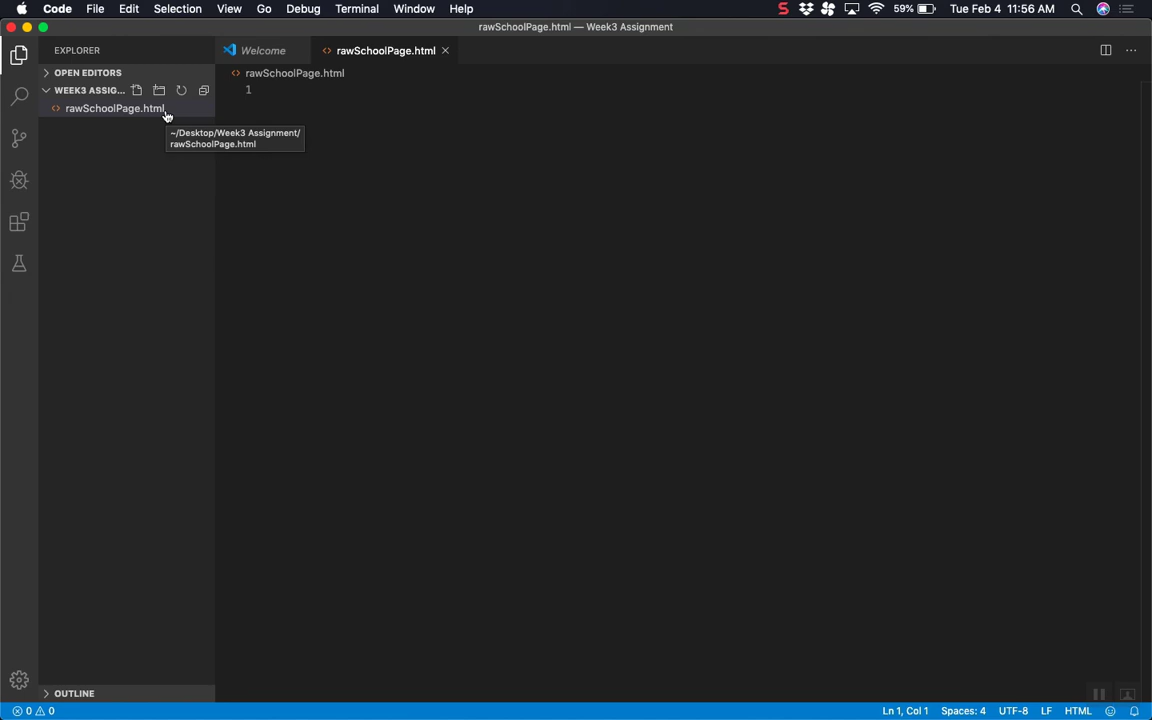 Code File Edit Selection View Go Debug Terminal Window Help 59% Tue Feb 4 11:56 AM
rawSchoolPage.html — Week3 Assignment
EXPLORER
Welcome
rawSchoolPage.html
OPEN EDITORS
rawSchoolPage.html
WEEK3 ASSIG...
1
rawSchoolPage.html
~/Desktop/Week3 Assignment/
rawSchoolPage.html
OUTLINE
0 0 Ln 1, Col 1 Spaces: 4 UTF-8 LF HTML